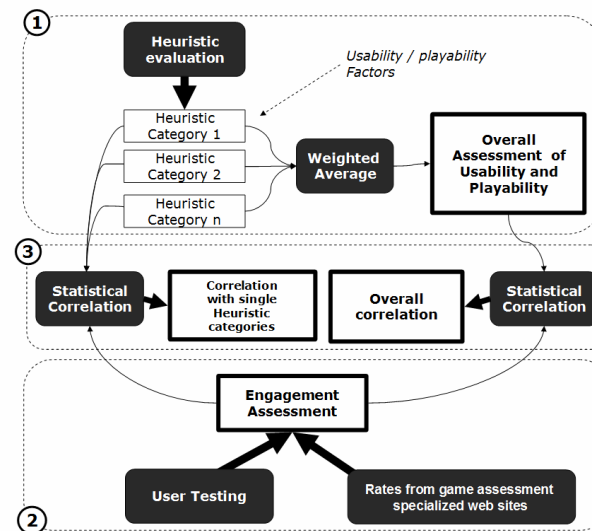 1
Heuristic
evaluation
Usability / playability
Factors
Heuristic
Category 1
Heuristic
Category 2
Heuristic
Category n
Weighted
Average
Overall
Assessment of
Usability and
Playability
3
Statistical
Correlation
Correlation
with single
Heuristic
categories
Overall
correlation
Statistical
Correlation
Engagement
Assessment
User Testing
Rates from game assessment
specialized web sites
2